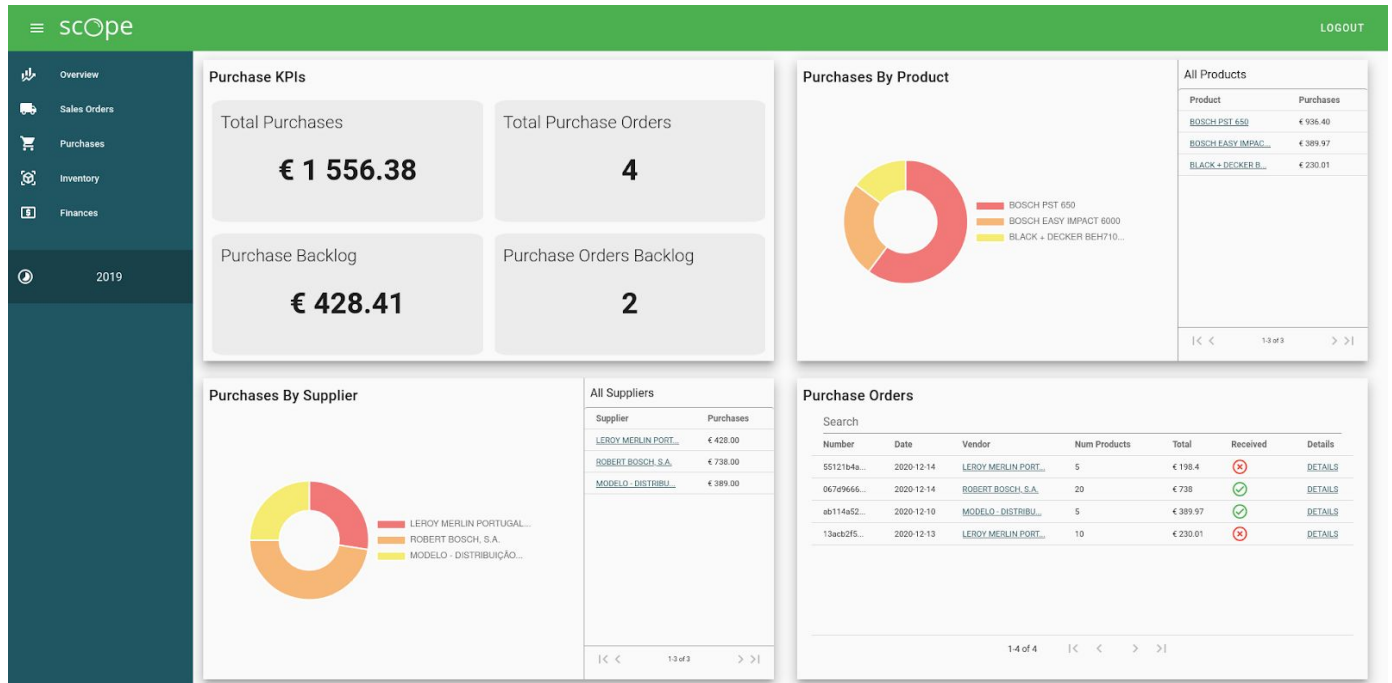 scope
LOGOUT
Overview
Sales Orders
Purchases
Inventory
Finances
2019
Purchase KPIs
Total Purchases
€ 1 556.38
Total Purchase Orders
4
Purchase Backlog
€ 428.41
Purchase Orders Backlog
2
Purchases By Product
BOSCH PST 650
BOSCH EASY IMPACT 6000
BLACK + DECKER BEH710...
All Products
Product Purchases
BOSCH PST 650 € 936.40
BOSCH EASY IMPAC... € 389.97
BLACK + DECKER B... € 230.01
1-3 of 3
Purchases By Supplier
LEROY MERLIN PORTUGAL...
ROBERT BOSCH, S.A.
MODELO - DISTRIBUIÇÃO...
All Suppliers
Supplier Purchases
LEROY MERLIN PORT... € 428.00
ROBERT BOSCH, S.A. € 738.00
MODELO - DISTRIBU... € 389.00
1-3 of 3
Purchase Orders
Search
Number Date Vendor Num Products Total Received Details
55121b4a... 2020-12-14 LEROY MERLIN PORT... 5 € 198.4 DETAILS
067d9666... 2020-12-14 ROBERT BOSCH, S.A. 20 € 738 DETAILS
ab114a52... 2020-12-10 MODELO - DISTRIBU... 5 € 389.97 DETAILS
13acb2f5... 2020-12-13 LEROY MERLIN PORT... 10 € 230.01 DETAILS
1-4 of 4